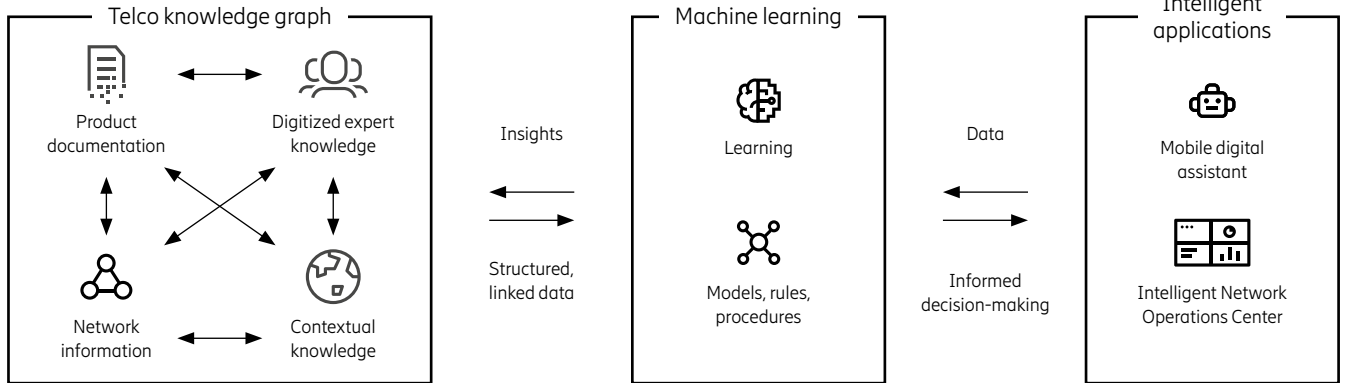 Telco knowledge graph
Product
documentation
Digitized expert
knowledge
Network
information
Contextual
knowledge
Insights
Structured,
linked data
Machine learning
Learning
Models, rules,
procedures
Data
Informed
decision-making
Intelligent
applications
Mobile digital
assistant
Intelligent Network
Operations Center